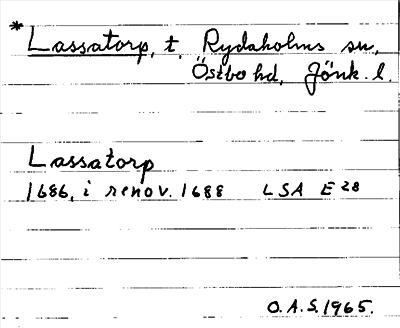 * Lassatorp, t. Rydaholms sn,
Östbo hd, Jönk. l.
Lassatorp
1686, i renov. 1688 LSA E 28
O.A.S. 1965.